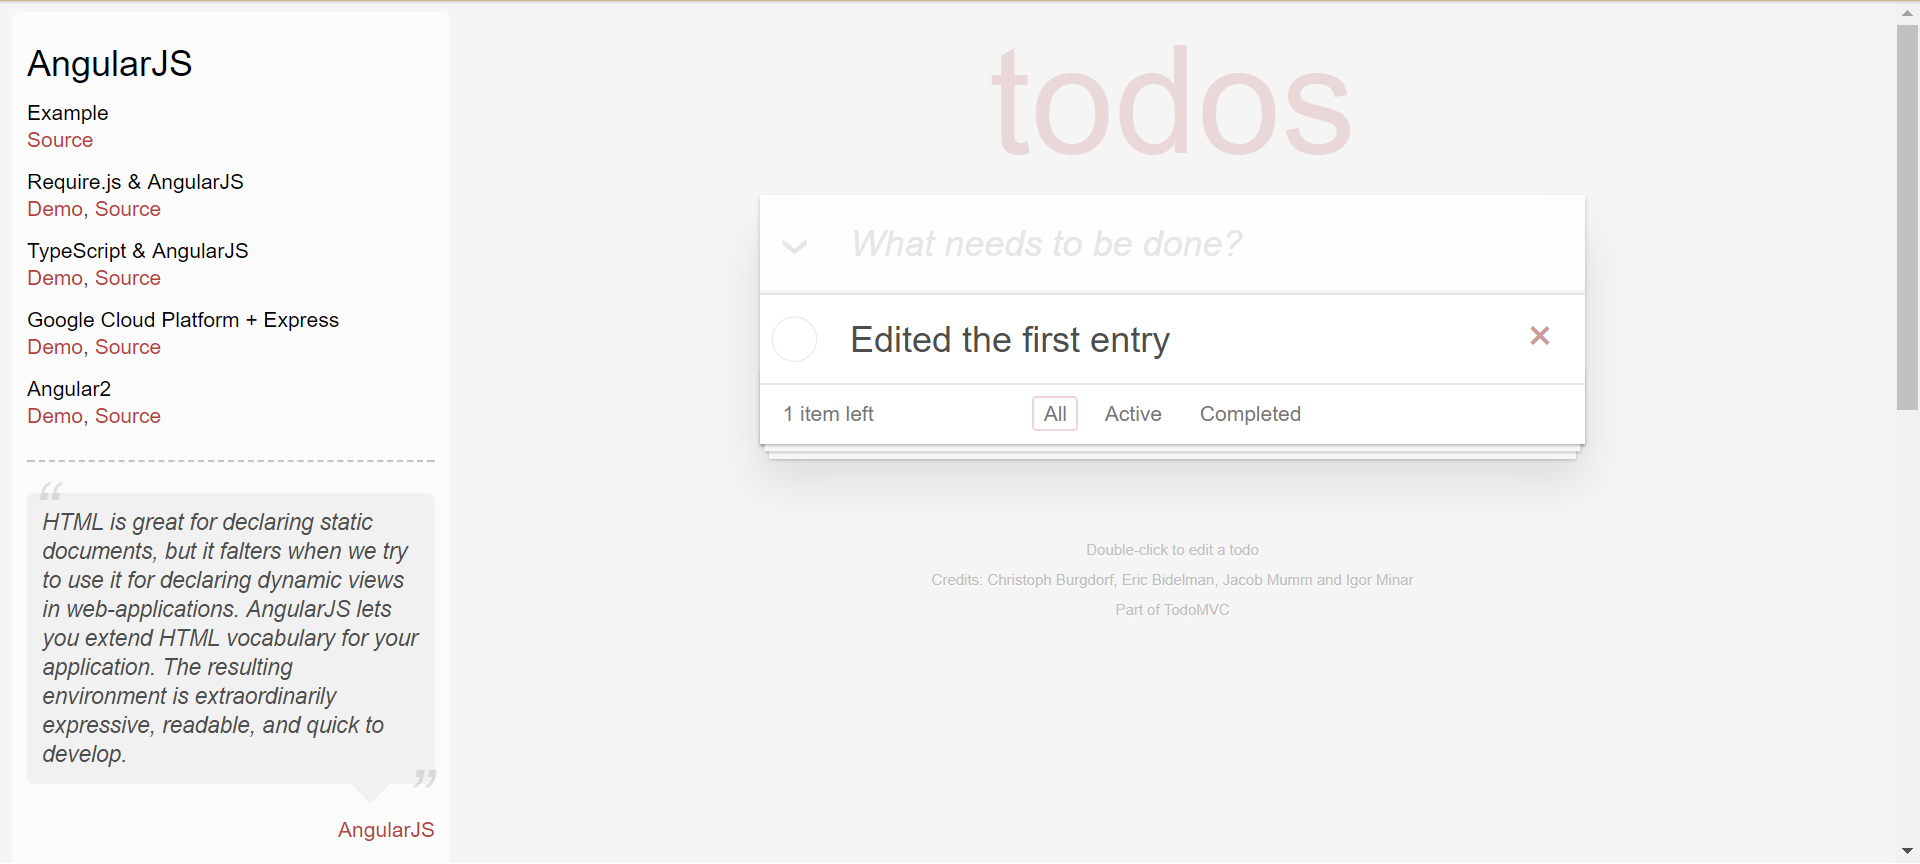 AngularJS
Example
Source
Require.js & AngularJS
Demo, Source
TypeScript & AngularJS
Demo, Source
Google Cloud Platform + Express
Demo, Source
Angular2
Demo, Source
“
HTML is great for declaring static
documents, but it falters when we try
to use it for declaring dynamic views
in web-applications. AngularJS lets
you extend HTML vocabulary for your
application. The resulting
environment is extraordinarily
expressive, readable, and quick to
develop.
”
AngularJS
todos
What needs to be done?
Edited the first entry ×
1 item left All Active Completed
Double-click to edit a todo
Credits: Christoph Burgdorf, Eric Bidelman, Jacob Mumm and Igor Minar
Part of TodoMVC